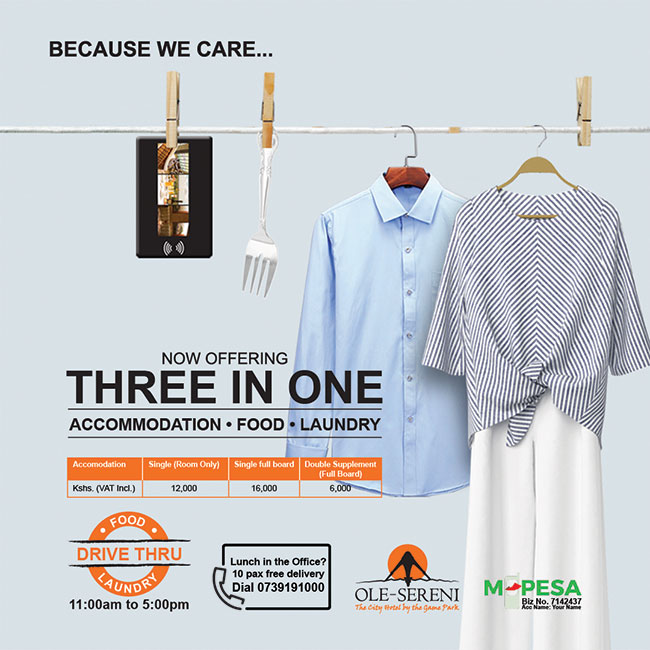 BECAUSE WE CARE...
NOW OFFERING
THREE IN ONE
ACCOMMODATION • FOOD • LAUNDRY
Accomodation Single (Room Only) Single full board Double Supplement (Full Board)
Kshs. (VAT Incl.) 12,000 16,000 6,000
• FOOD •
DRIVE THRU
LAUNDRY
11:00am to 5:00pm
Lunch in the Office?
10 pax free delivery
Dial 0739191000
OLE-SERENI
The City Hotel by the Game Park
M-PESA
Biz No. 7142437
Acc Name: Your Name